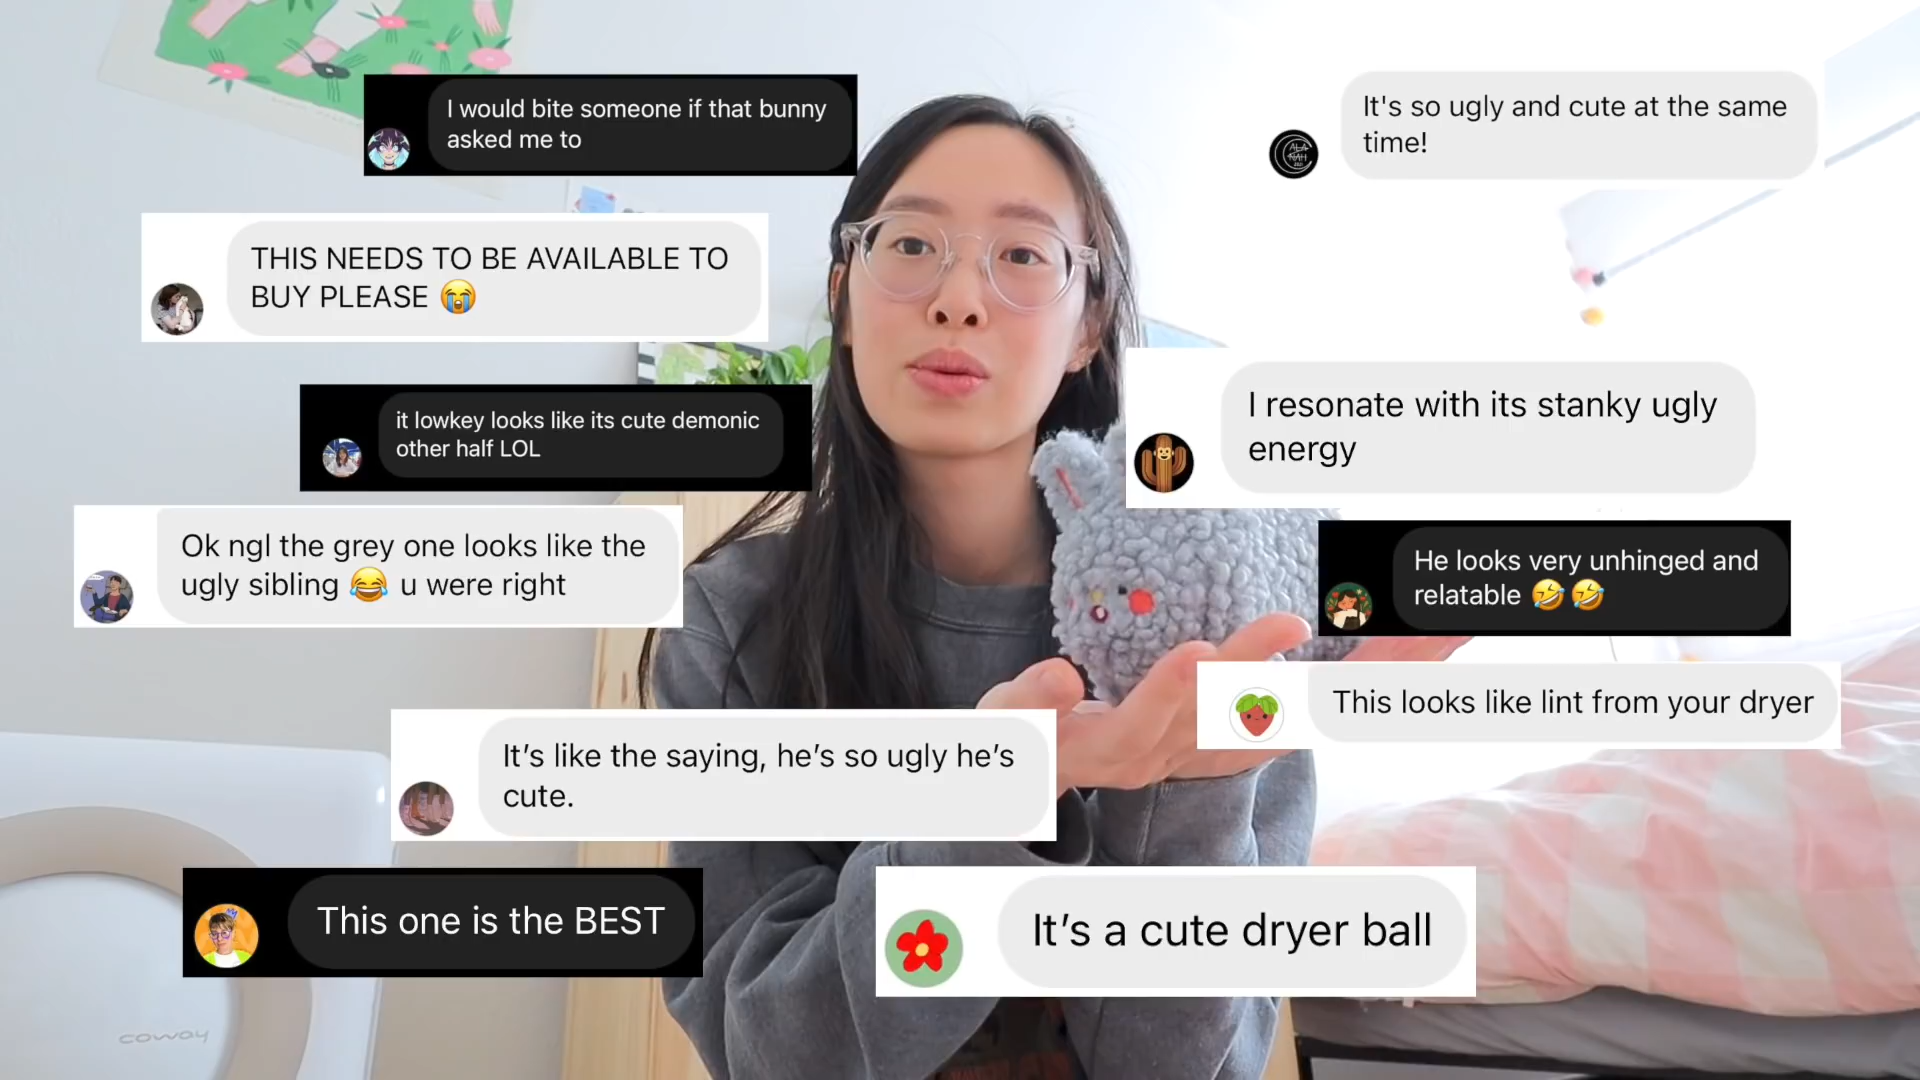 I would bite someone if that bunny
asked me to
It's so ugly and cute at the same
time!
THIS NEEDS TO BE AVAILABLE TO
BUY PLEASE 😭
it lowkey looks like its cute demonic
other half LOL
I resonate with its stanky ugly
energy
Ok ngl the grey one looks like the
ugly sibling 😂 u were right
He looks very unhinged and
relatable 🤣🤣
This looks like lint from your dryer
It’s like the saying, he’s so ugly he’s
cute.
This one is the BEST
It’s a cute dryer ball
coway